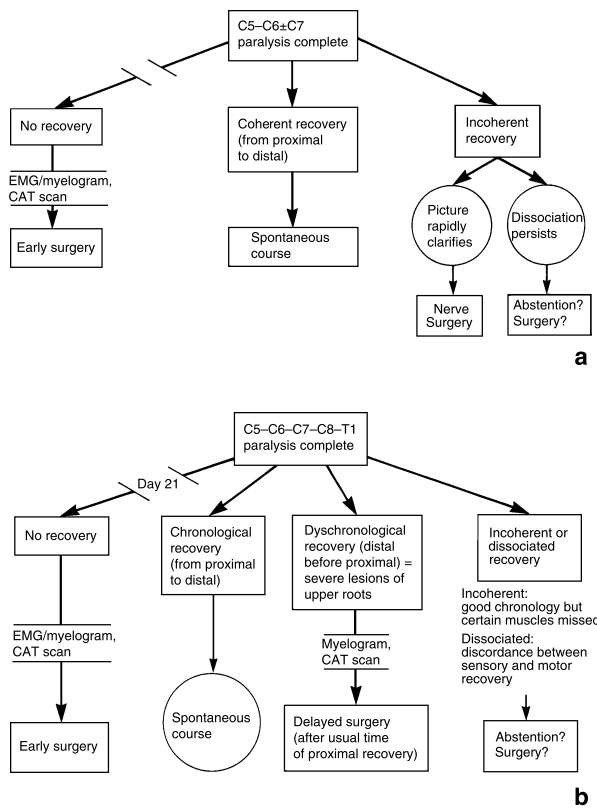 C5–C6±C7
paralysis complete
No recovery
EMG/myelogram,
CAT scan
Early surgery
Coherent recovery
(from proximal
to distal)
Spontaneous
course
Incoherent
recovery
Picture
rapidly
clarifies
Nerve
Surgery
Dissociation
persists
Abstention?
Surgery?
a
C5–C6–C7–C8–T1
paralysis complete
Day 21
No recovery
EMG/myelogram,
CAT scan
Early surgery
Chronological
recovery
(from proximal
to distal)
Spontaneous
course
Dyschronological
recovery (distal
before proximal) =
severe lesions of
upper roots
Myelogram,
CAT scan
Delayed surgery
(after usual time
of proximal recovery)
Incoherent or
dissociated
recovery
Incoherent:
good chronology but
certain muscles missed
Dissociated:
discordance between
sensory and motor
recovery
Abstention?
Surgery?
b